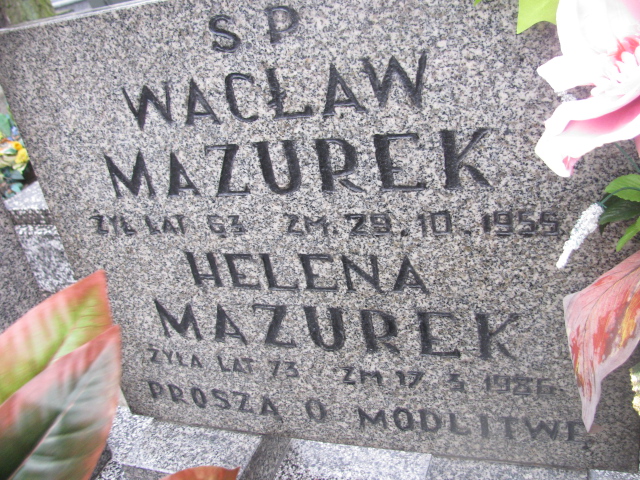 S P
WACŁAW
MAZUREK
ŻYŁ LAT 63 ZM. 29.10.1955
HELENA
MAZUREK
ŻYŁA LAT 73 ZM 17.3.1986
PROSZĄ O MODLITWĘ